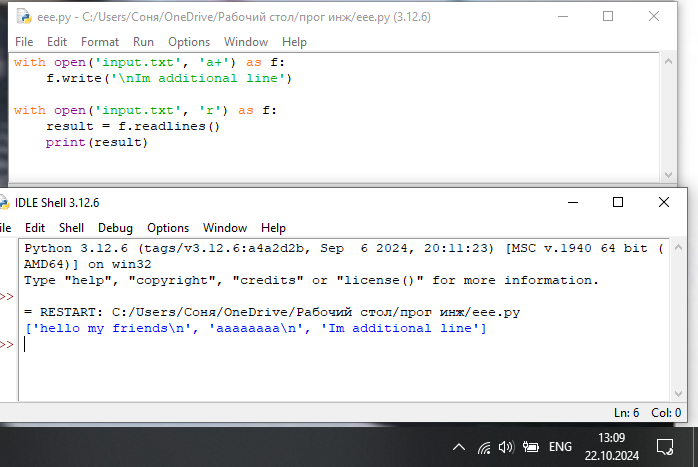 eee.py - C:/Users/Соня/OneDrive/Рабочий стол/прог инж/eee.py (3.12.6)
File Edit Format Run Options Window Help
with open('input.txt', 'a+') as f:
    f.write('\nIm additional line')
with open('input.txt', 'r') as f:
    result = f.readlines()
    print(result)
IDLE Shell 3.12.6
ile Edit Shell Debug Options Window Help
Python 3.12.6 (tags/v3.12.6:a4a2d2b, Sep  6 2024, 20:11:23) [MSC v.1940 64 bit (
AMD64)] on win32
Type "help", "copyright", "credits" or "license()" for more information.
>>
= RESTART: C:/Users/Соня/OneDrive/Рабочий стол/прог инж/eee.py
['hello my friends\n', 'aaaaaaaa\n', 'Im additional line']
>>
Ln: 6 Col: 0
ENG
13:09
22.10.2024